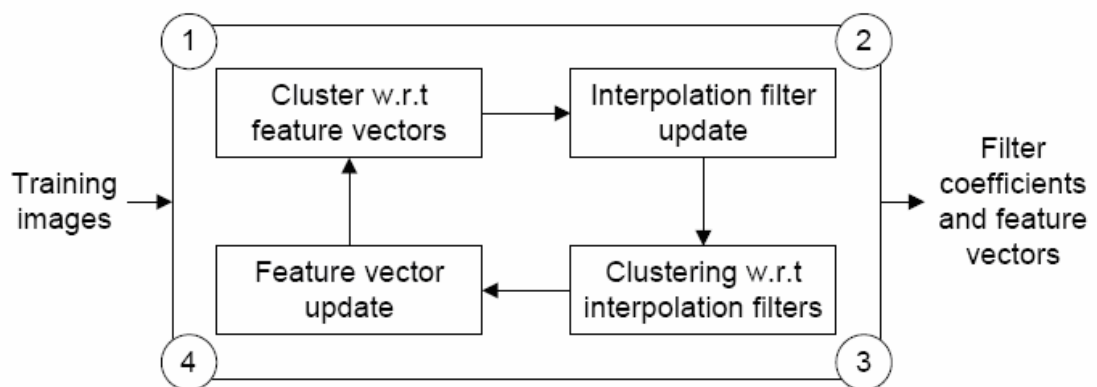 1
2
Cluster w.r.t
feature vectors
Interpolation filter
update
Training
images
Filter
coefficients
and feature
vectors
Feature vector
update
Clustering w.r.t
interpolation filters
4
3